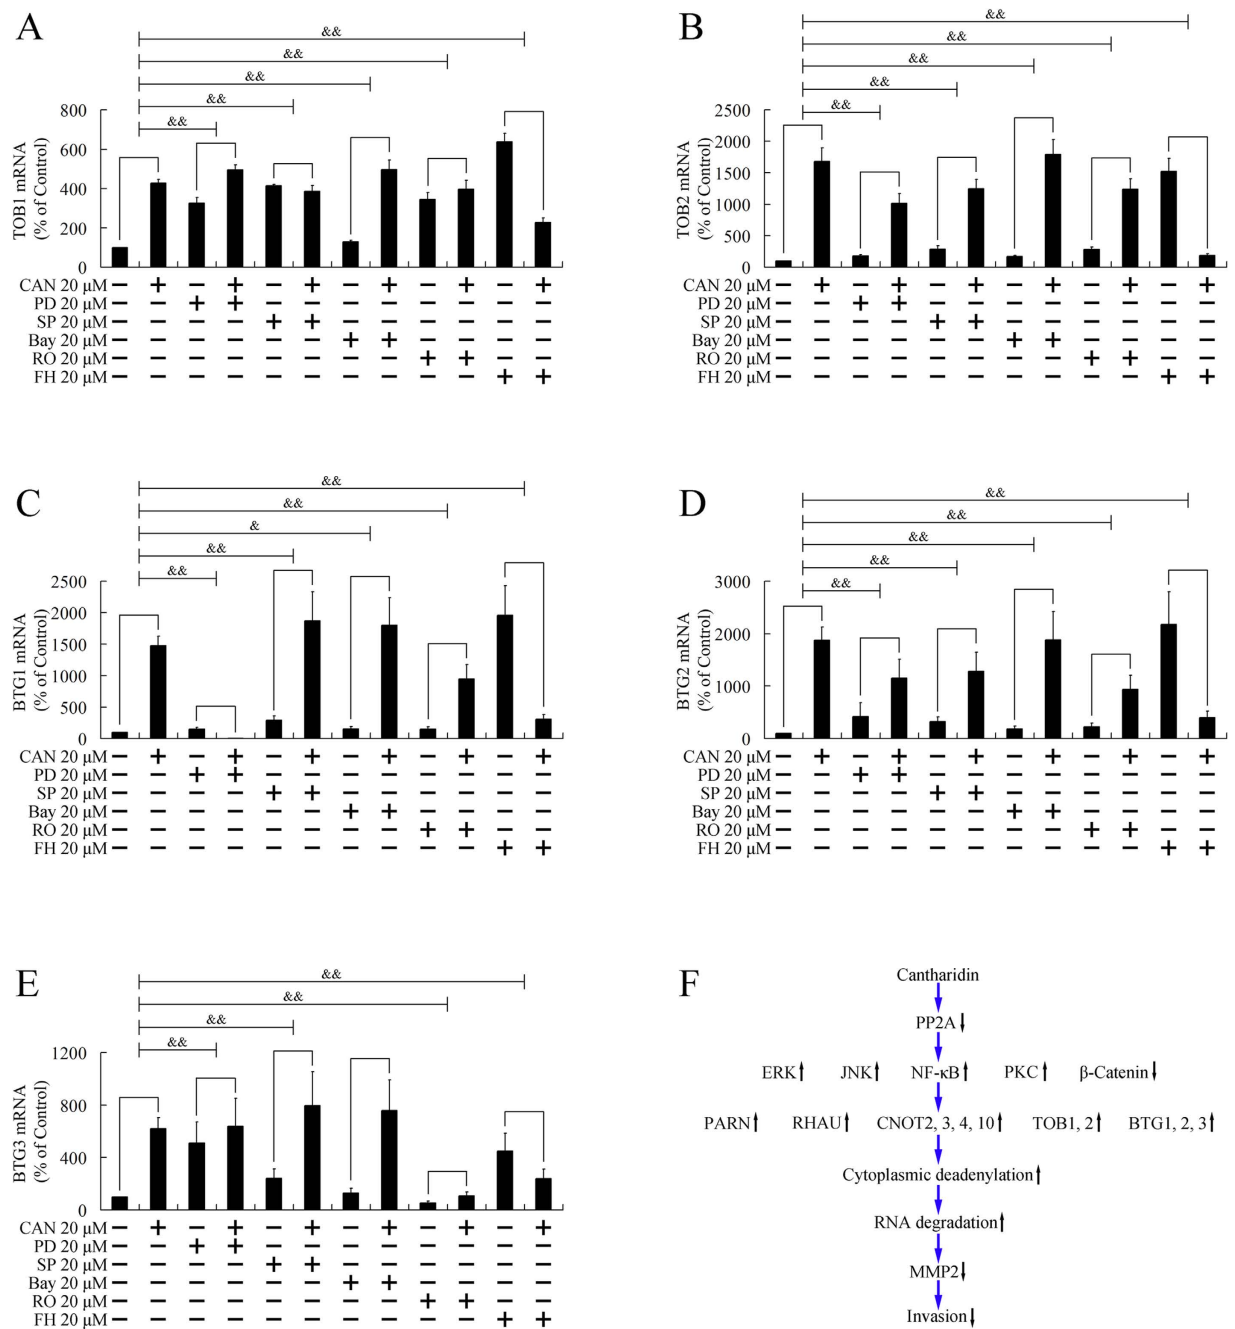 A
&&
&&
&&
&&
&&
TOB1 mRNA
(% of Control)
800
600
400
200
0
CAN 20 μM − + − + − + − + − + − +
PD 20 μM − − + + − − − − − − − −
SP 20 μM − − − − + + − − − − − −
Bay 20 μM − − − − − − + + − − − −
RO 20 μM − − − − − − − − + + − −
FH 20 μM − − − − − − − − − − + +
B
&&
&&
&&
&&
&&
TOB2 mRNA
(% of Control)
2500
2000
1500
1000
500
0
CAN 20 μM − + − + − + − + − + − +
PD 20 μM − − + + − − − − − − − −
SP 20 μM − − − − + + − − − − − −
Bay 20 μM − − − − − − + + − − − −
RO 20 μM − − − − − − − − + + − −
FH 20 μM − − − − − − − − − − + +
C
&&
&&
&
&&
&&
BTG1 mRNA
(% of Control)
2500
2000
1500
1000
500
0
CAN 20 μM − + − + − + − + − + − +
PD 20 μM − − + + − − − − − − − −
SP 20 μM − − − − + + − − − − − −
Bay 20 μM − − − − − − + + − − − −
RO 20 μM − − − − − − − − + + − −
FH 20 μM − − − − − − − − − − + +
D
&&
&&
&&
&&
&&
BTG2 mRNA
(% of Control)
3000
2000
1000
0
CAN 20 μM − + − + − + − + − + − +
PD 20 μM − − + + − − − − − − − −
SP 20 μM − − − − + + − − − − − −
Bay 20 μM − − − − − − + + − − − −
RO 20 μM − − − − − − − − + + − −
FH 20 μM − − − − − − − − − − + +
E
&&
&&
&&
&&
BTG3 mRNA
(% of Control)
1200
800
400
0
CAN 20 μM − + − + − + − + − + − +
PD 20 μM − − + + − − − − − − − −
SP 20 μM − − − − + + − − − − − −
Bay 20 μM − − − − − − + + − − − −
RO 20 μM − − − − − − − − + + − −
FH 20 μM − − − − − − − − − − + +
F
Cantharidin
PP2A↓
ERK↑ JNK↑ NF-κB↑ PKC↑ β-Catenin↓
PARN↑ RHAU↑ CNOT2, 3, 4, 10↑ TOB1, 2↑ BTG1, 2, 3↑
Cytoplasmic deadenylation↑
RNA degradation↑
MMP2↓
Invasion↓